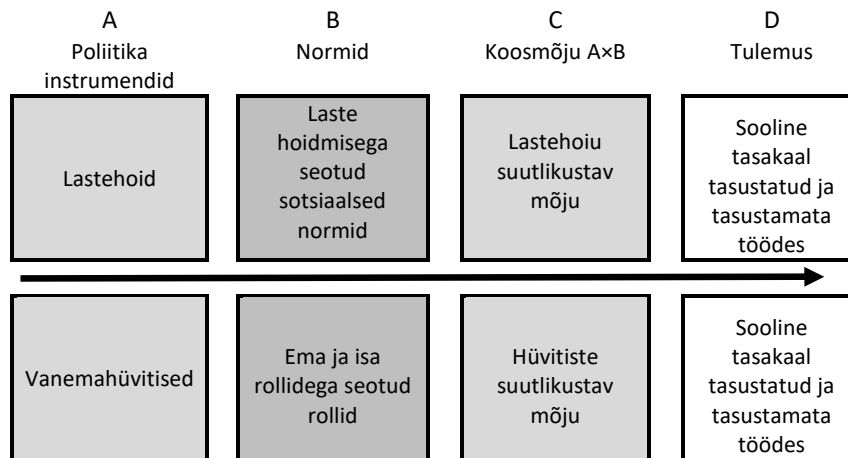 A
B
C
D
Poliitika
instrumendid
Normid
Koosmõju A×B
Tulemus
Lastehoid
Laste
hoidmisega
seotud
sotsiaalsed
normid
Lastehoiu
suutlikustav
mõju
Sooline
tasakaal
tasustatud ja
tasustamata
töödes
Vanemahüvitised
Ema ja isa
rollidega seotud
rollid
Hüvitiste
suutlikustav
mõju
Sooline
tasakaal
tasustatud ja
tasustamata
töödes